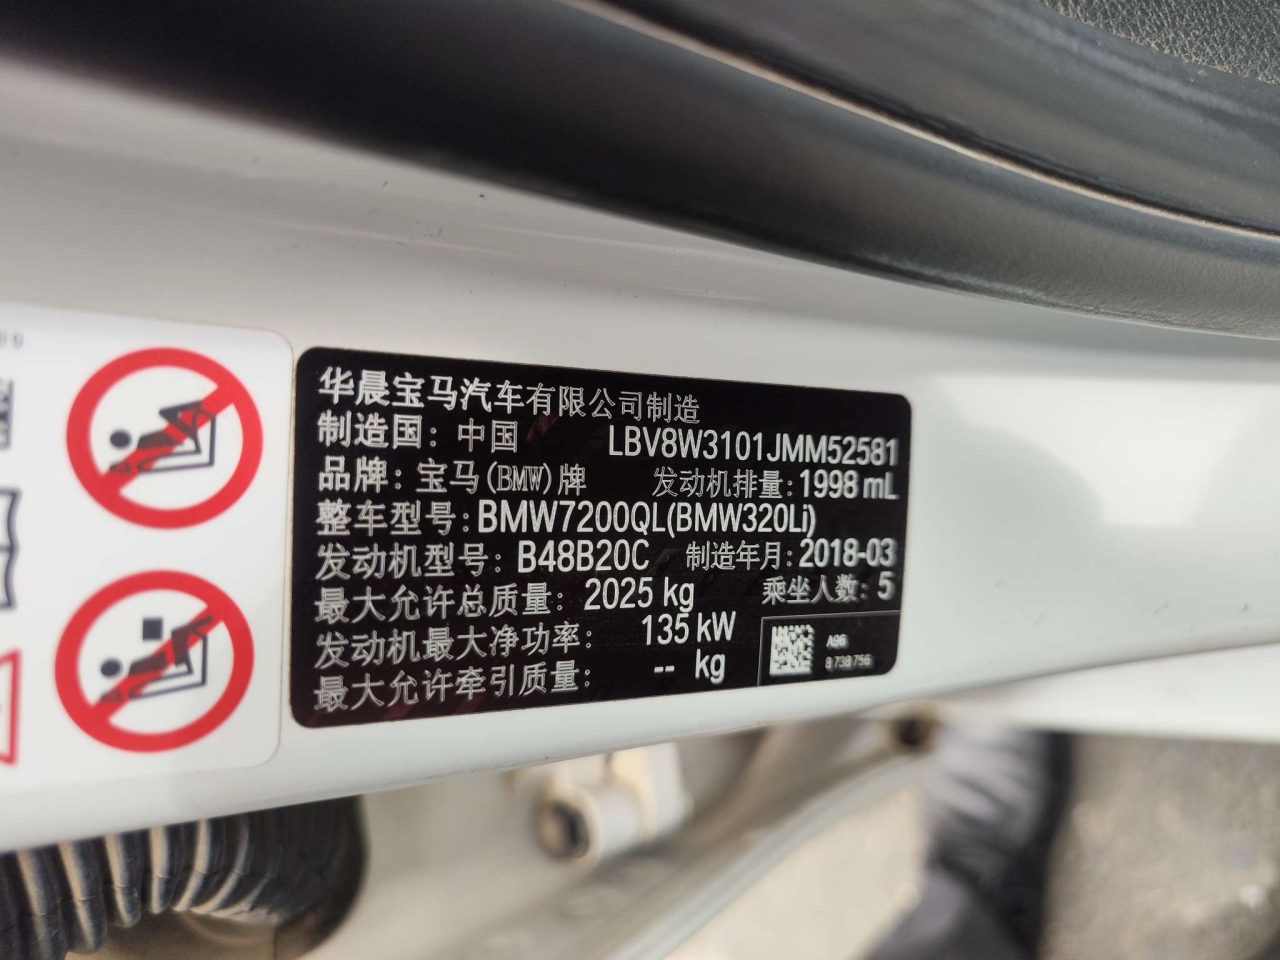 华晨宝马汽车有限公司制造
制造国：中国 LBV8W3101JMM52581
品牌：宝马(BMW)牌 发动机排量：1998 mL
整车型号：BMW7200QL(BMW320Li)
发动机型号：B48B20C 制造年月：2018-03
最大允许总质量：2025 kg 乘坐人数：5
发动机最大净功率：135 kW
最大允许牵引质量：-- kg
A96
8 738 756